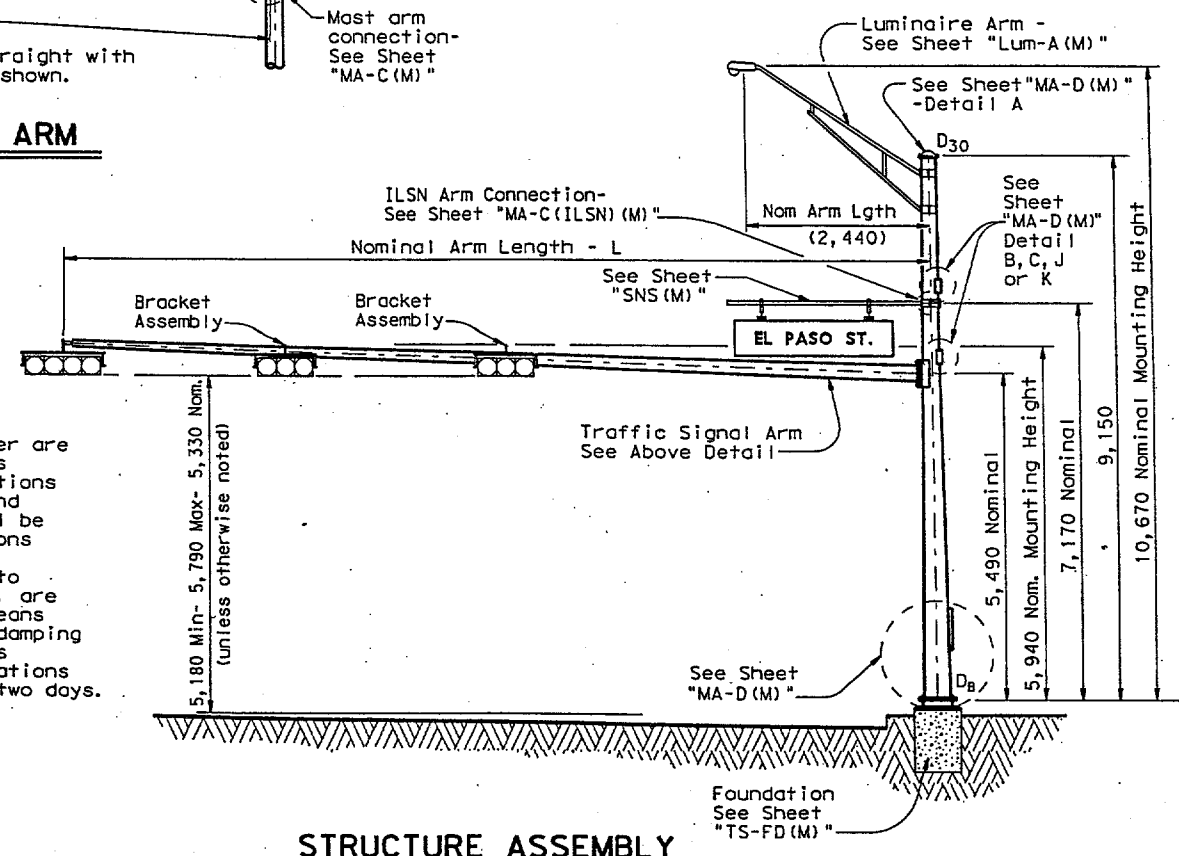 Mast arm
connection-
See Sheet
"MA-C(M)"
raight with
shown.
ARM
Luminaire Arm -
See Sheet "Lum-A(M)"
See Sheet"MA-D(M)"
-Detail A
D30
ILSN Arm Connection-
See Sheet "MA-C(ILSN)(M)"
Nom Arm Lgth
(2,440)
See
Sheet
"MA-D(M)"
Detail
B,C,J
or K
Nominal Arm Length - L
See Sheet
"SNS(M)"
Bracket
Assembly
Bracket
Assembly
EL PASO ST.
Traffic Signal Arm
See Above Detail
5,180 Min- 5,790 Max- 5,330 Nom.
(unless otherwise noted)
5,490 Nominal
5,940 Nom. Mounting Height
7,170 Nominal
9,150
10,670 Nominal Mounting Height
er are
s
tions
nd
be
ons
to
are
eans
damping
s
ations
two days.
See Sheet
"MA-D(M)"
DB
Foundation
See Sheet
"TS-FD(M)"
STRUCTURE ASSEMBLY